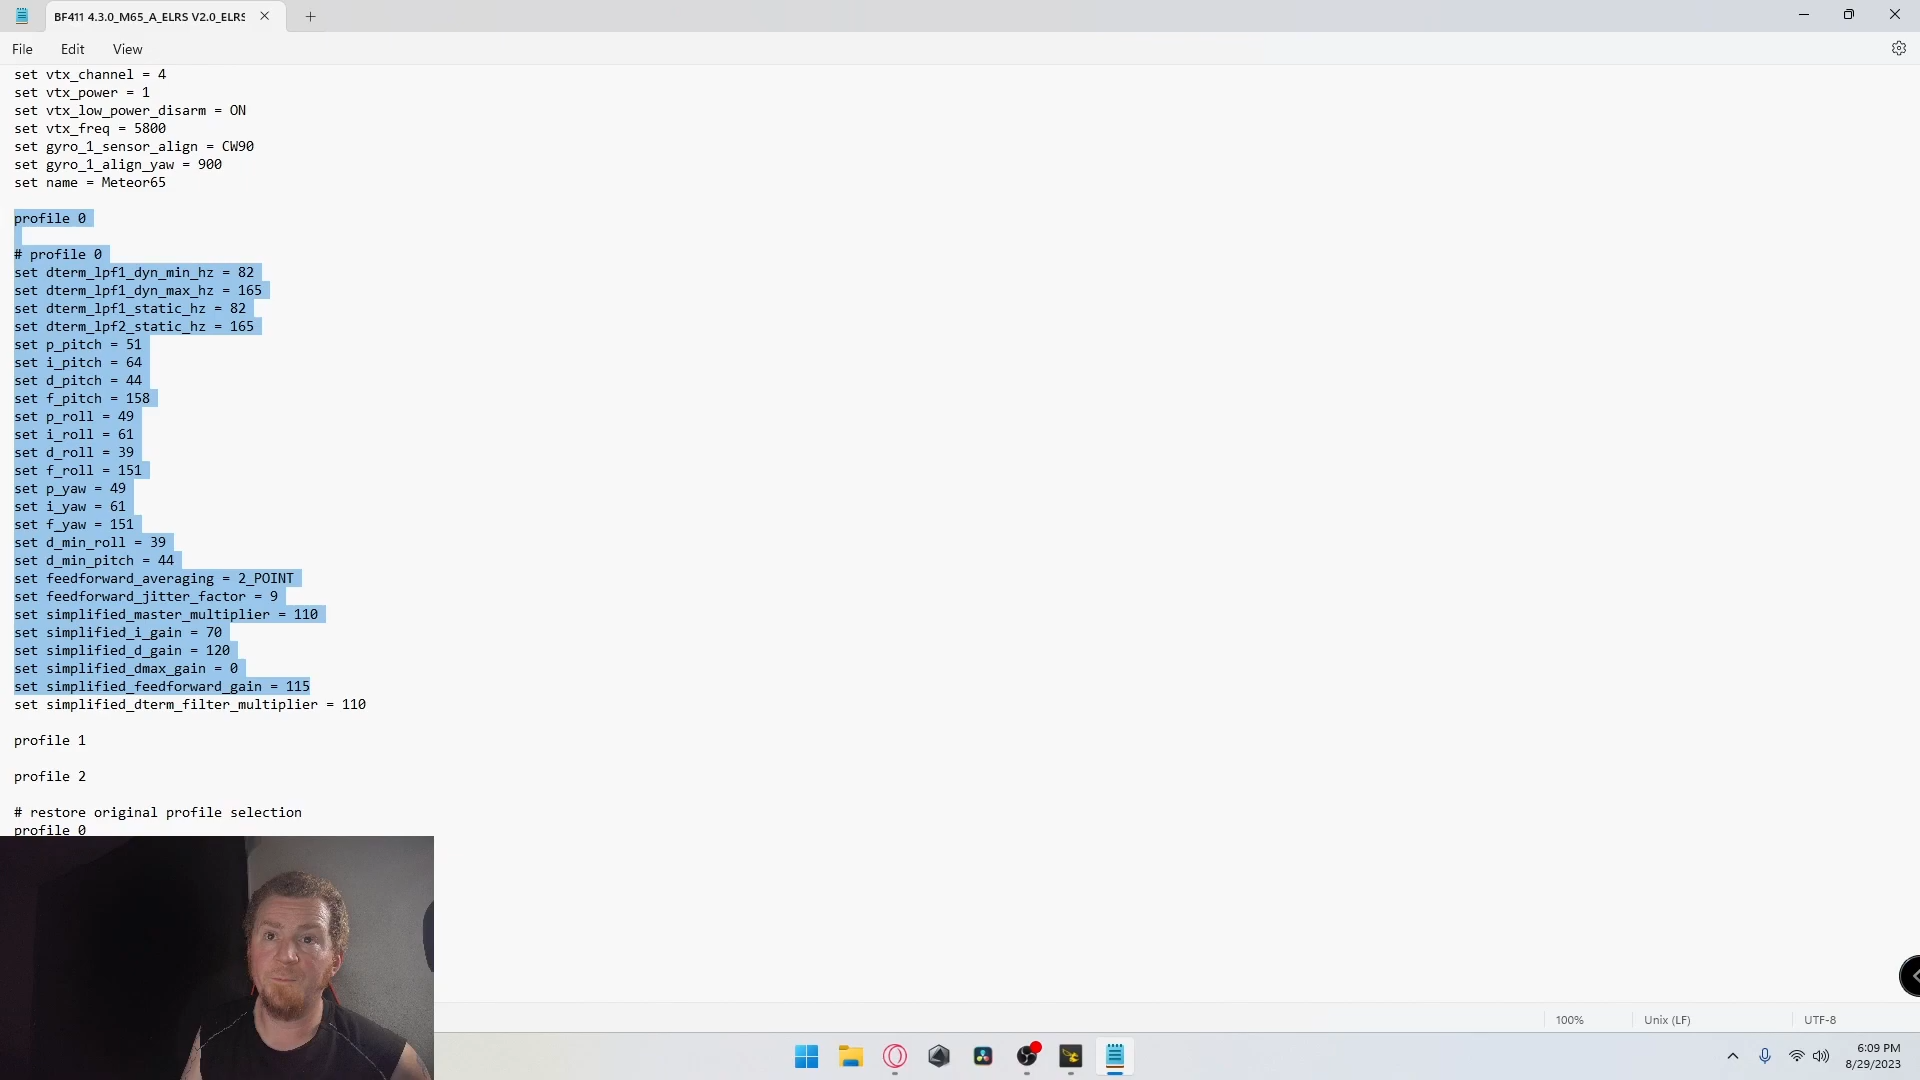 BF411 4.3.0_M65_A_ELRS V2.0_ELRS
File Edit View
set vtx_channel = 4
set vtx_power = 1
set vtx_low_power_disarm = ON
set vtx_freq = 5800
set gyro_1_sensor_align = CW90
set gyro_1_align_yaw = 900
set name = Meteor65
profile 0
# profile 0
set dterm_lpf1_dyn_min_hz = 82
set dterm_lpf1_dyn_max_hz = 165
set dterm_lpf1_static_hz = 82
set dterm_lpf2_static_hz = 165
set p_pitch = 51
set i_pitch = 64
set d_pitch = 44
set f_pitch = 158
set p_roll = 49
set i_roll = 61
set d_roll = 39
set f_roll = 151
set p_yaw = 49
set i_yaw = 61
set f_yaw = 151
set d_min_roll = 39
set d_min_pitch = 44
set feedforward_averaging = 2_POINT
set feedforward_jitter_factor = 9
set simplified_master_multiplier = 110
set simplified_i_gain = 70
set simplified_d_gain = 120
set simplified_dmax_gain = 0
set simplified_feedforward_gain = 115
set simplified_dterm_filter_multiplier = 110
profile 1
profile 2
# restore original profile selection
profile 0
100% Unix (LF) UTF-8
6:09 PM
8/29/2023